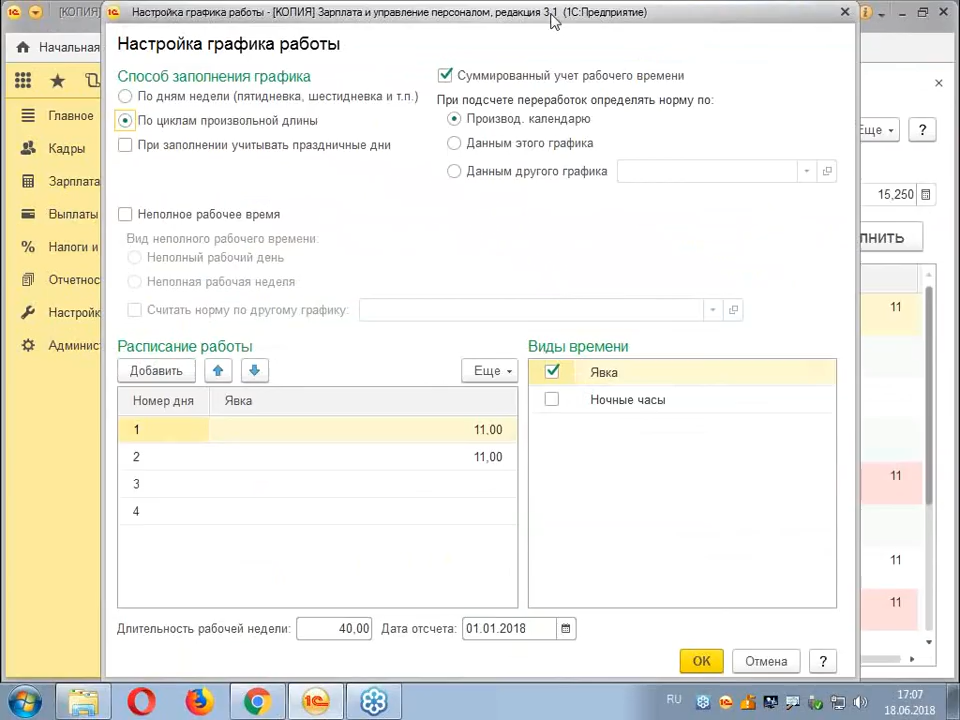 [КОПИЯ]
Настройка графика работы - [КОПИЯ] Зарплата и управление персоналом, редакция 3.1 (1С:Предприятие)
Начальная
Настройка графика работы
Способ заполнения графика
По дням недели (пятидневка, шестидневка и т.п.)
По циклам произвольной длины
При заполнении учитывать праздничные дни
Суммированный учет рабочего времени
При подсчете переработок определять норму по:
Производ. календарю
Данным этого графика
Данным другого графика
Неполное рабочее время
Вид неполного рабочего времени:
Неполный рабочий день
Неполная рабочая неделя
Считать норму по другому графику:
Расписание работы
Добавить
Еще
Номер дня
Явка
1
11,00
2
11,00
3
4
Виды времени
Явка
Ночные часы
Длительность рабочей недели:
40,00
Дата отсчета:
01.01.2018
ОК
Отмена
?
Главное
Кадры
Зарплата
Выплаты
% Налоги и
Отчетнос
Настройк
Админис
Еще
?
15,250
лнить
11
11
11
11
RU
17:07
18.06.2018